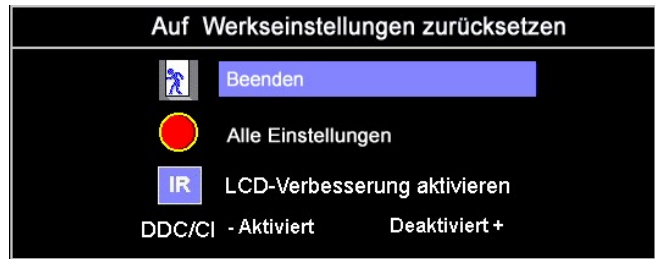 Auf Werkseinstellungen zurücksetzen
Beenden
Alle Einstellungen
IR LCD-Verbesserung aktivieren
DDC/CI - Aktiviert Deaktiviert +